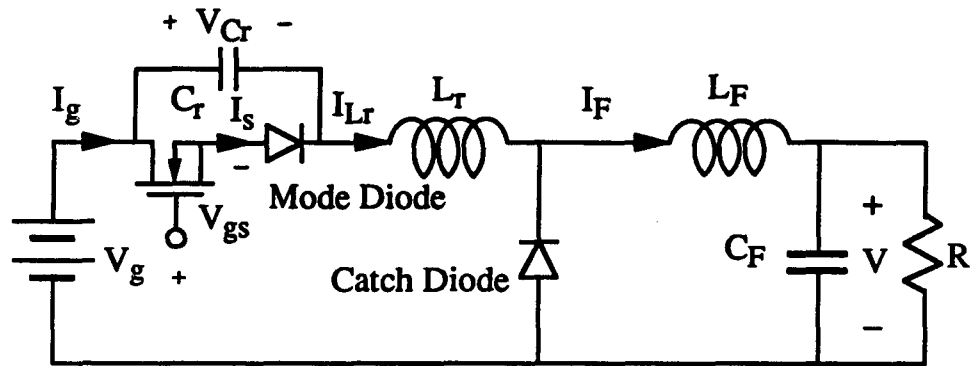 + V_Cr −
I_g
C_r
I_s
I_Lr
L_r
I_F
L_F
−
Mode Diode
V_gs
+
V_g
Catch Diode
C_F
+
V
−
R